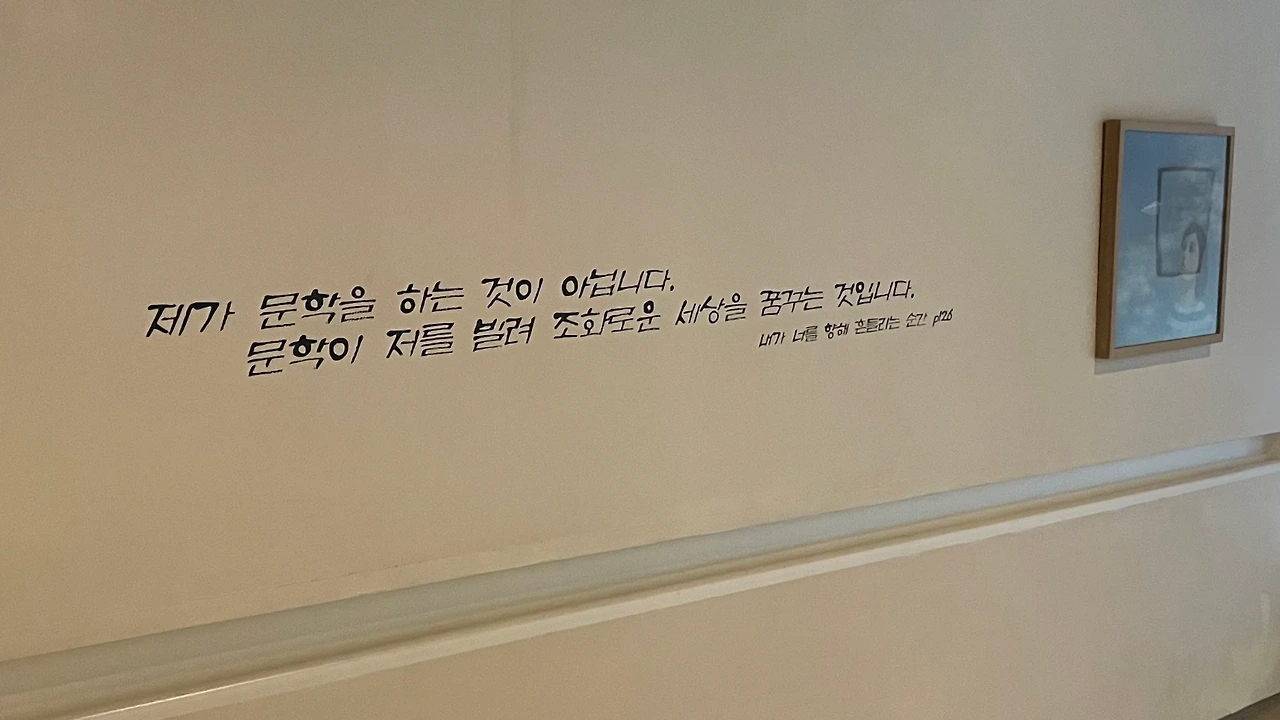 제가 문학을 하는 것이 아닙니다.
문학이 저를 빌려 조화로운 세상을 꿈꾸는 것입니다.
내가 너를 향해 흔들리는 순간 p126